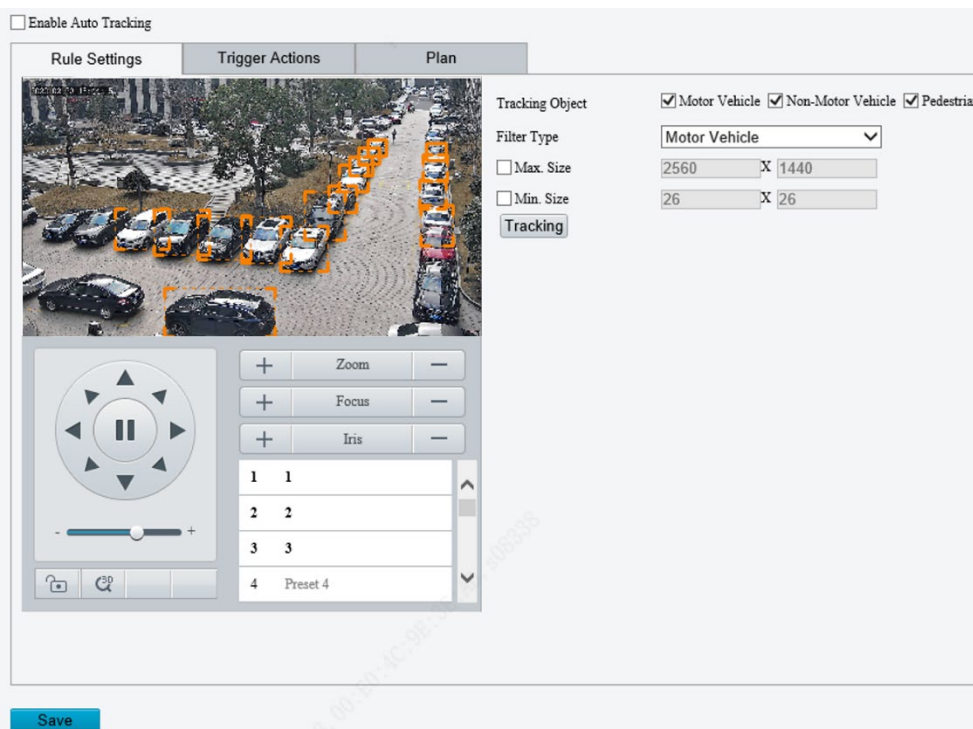 Enable Auto Tracking
Rule Settings Trigger Actions Plan
Tracking Object Motor Vehicle Non-Motor Vehicle Pedestria
Filter Type Motor Vehicle
Max. Size 2560 X 1440
Min. Size 26 X 26
Tracking
+ Zoom −
+ Focus −
+ Iris −
1 1
2 2
3 3
4 Preset 4
- +
3D
Save